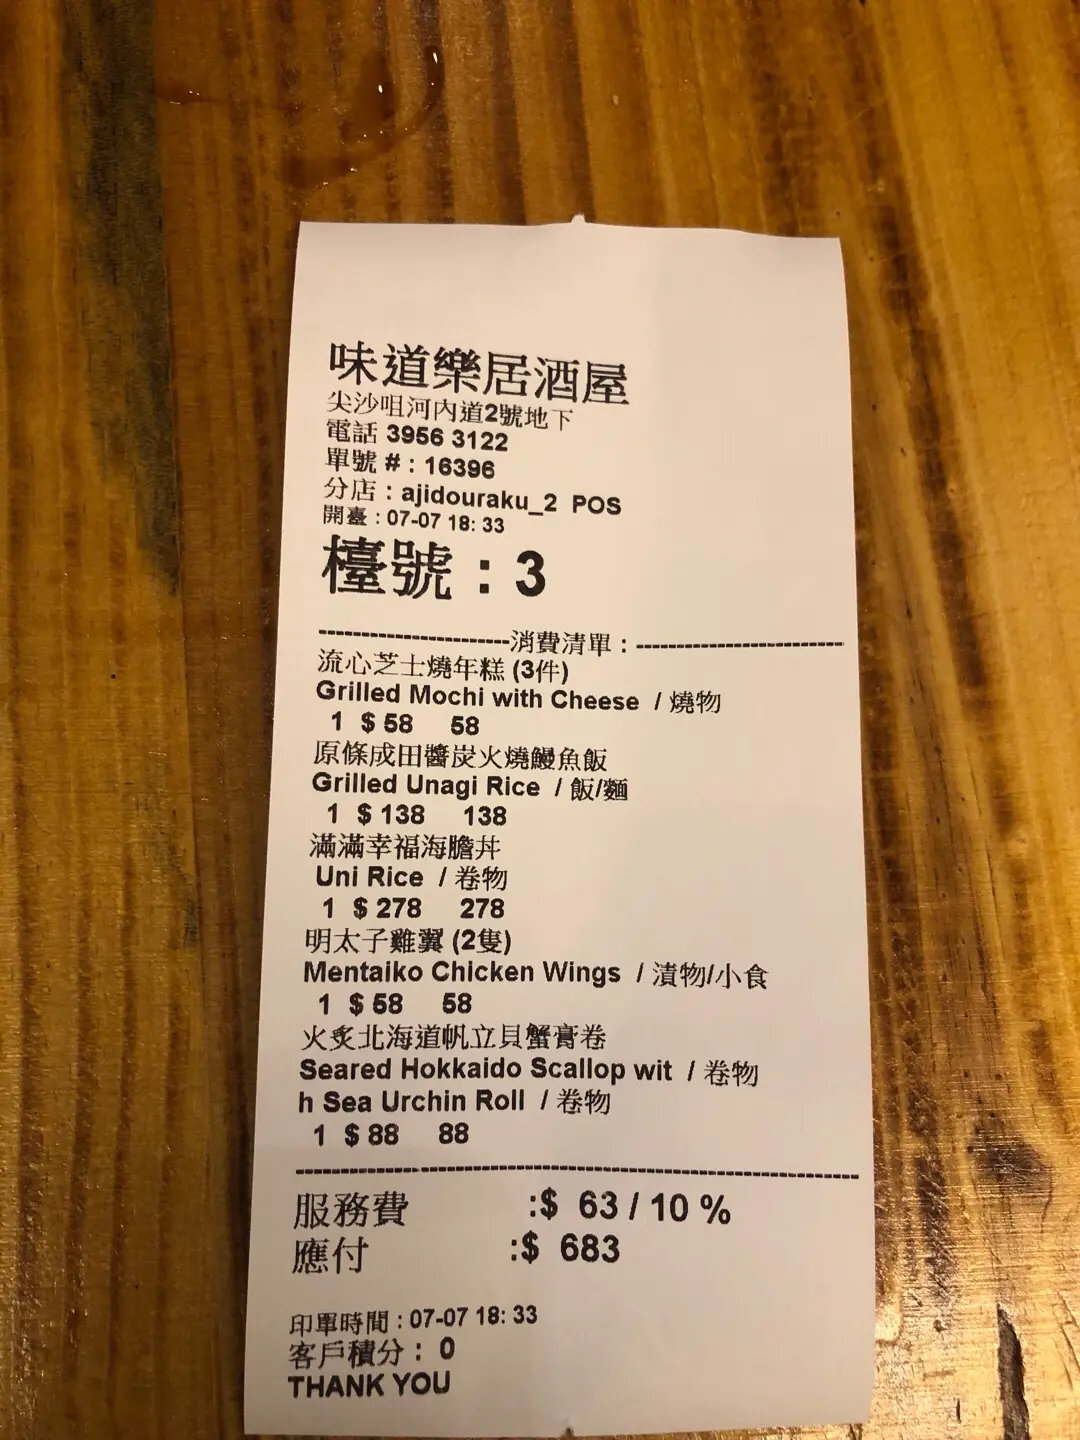 味道樂居酒屋
尖沙咀河內道2號地下
電話 3956 3122
單號 # : 16396
分店 : ajidouraku_2 POS
開臺 : 07-07 18: 33
檯號 : 3
-----------------------消費清單 : -------------------------
流心芝士燒年糕 (3件)
Grilled Mochi with Cheese / 燒物
1 $ 58 58
原條成田醬炭火燒鰻魚飯
Grilled Unagi Rice / 飯/麵
1 $ 138 138
滿滿幸福海膽丼
Uni Rice / 卷物
1 $ 278 278
明太子雞翼 (2隻)
Mentaiko Chicken Wings / 漬物/小食
1 $ 58 58
火炙北海道帆立貝蟹膏卷
Seared Hokkaido Scallop wit / 卷物
h Sea Urchin Roll / 卷物
1 $ 88 88
服務費 :$ 63 / 10 %
應付 :$ 683
印單時間 : 07-07 18: 33
客戶積分 : 0
THANK YOU